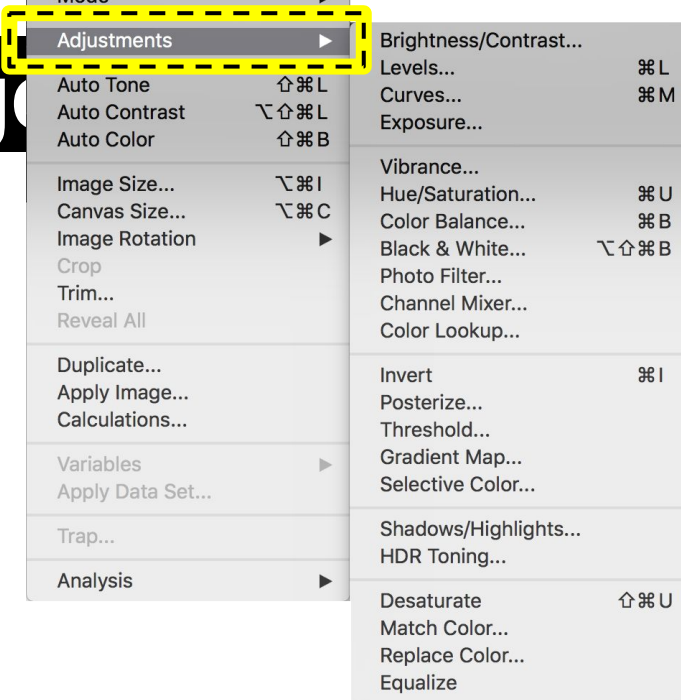 Mode
Adjustments ▶
Auto Tone ⇧⌘L
Auto Contrast ⌥⇧⌘L
Auto Color ⇧⌘B
Image Size... ⌥⌘I
Canvas Size... ⌥⌘C
Image Rotation ▶
Crop
Trim...
Reveal All
Duplicate...
Apply Image...
Calculations...
Variables ▶
Apply Data Set...
Trap...
Analysis ▶
Brightness/Contrast...
Levels... ⌘L
Curves... ⌘M
Exposure...
Vibrance...
Hue/Saturation... ⌘U
Color Balance... ⌘B
Black & White... ⌥⇧⌘B
Photo Filter...
Channel Mixer...
Color Lookup...
Invert ⌘I
Posterize...
Threshold...
Gradient Map...
Selective Color...
Shadows/Highlights...
HDR Toning...
Desaturate ⇧⌘U
Match Color...
Replace Color...
Equalize